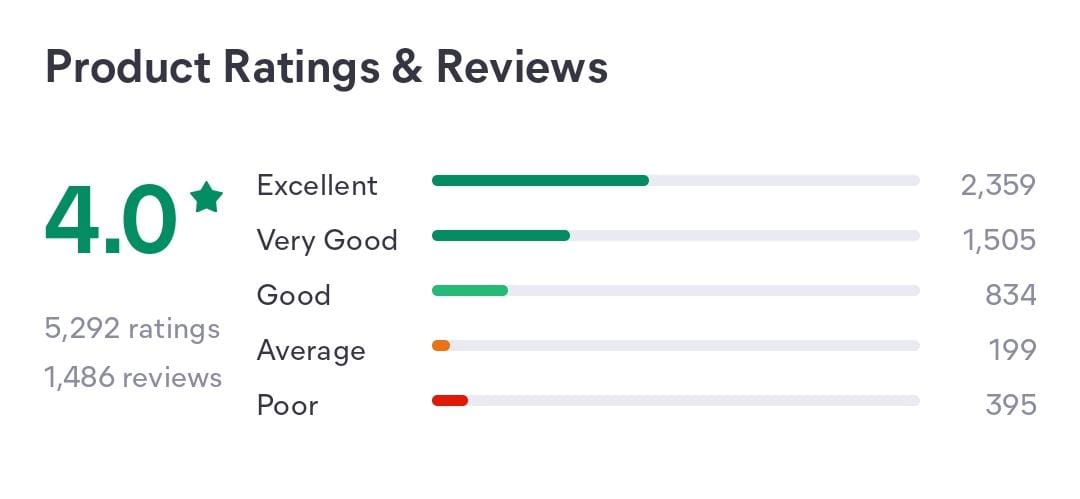 Product Ratings & Reviews
4.0
5,292 ratings
1,486 reviews
Excellent 2,359
Very Good 1,505
Good 834
Average 199
Poor 395